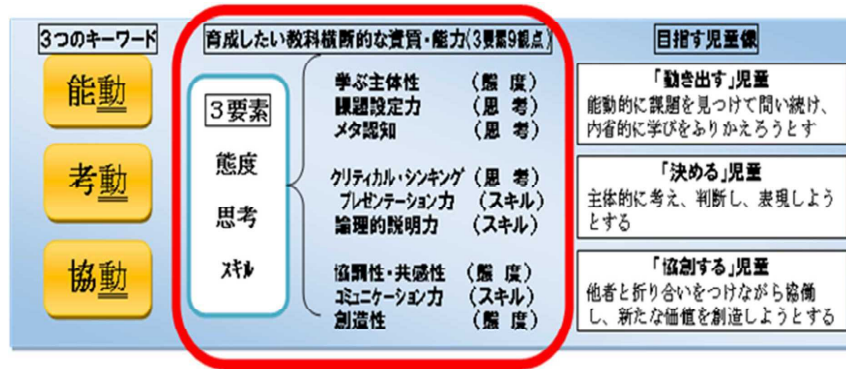 3つのキーワード
能動
考動
協動
育成したい教科横断的な資質・能力(3要素9観点)
3要素
態度
思考
スキル
学ぶ主体性 (態 度)
課題設定力 (思 考)
メタ認知 (思 考)
クリティカル・シンキング (思 考)
プレゼンテーション力 (スキル)
論理的説明力 (スキル)
協調性・共感性 (態 度)
コミュニケーション力 (スキル)
創造性 (態 度)
目指す児童像
「動き出す」児童
能動的に課題を見つけて問い続け、
内省的に学びをふりかえろうとす
「決める」児童
主体的に考え、判断し、表現しよう
とする
「協創する」児童
他者と折り合いをつけながら協働
し、新たな価値を創造しようとする